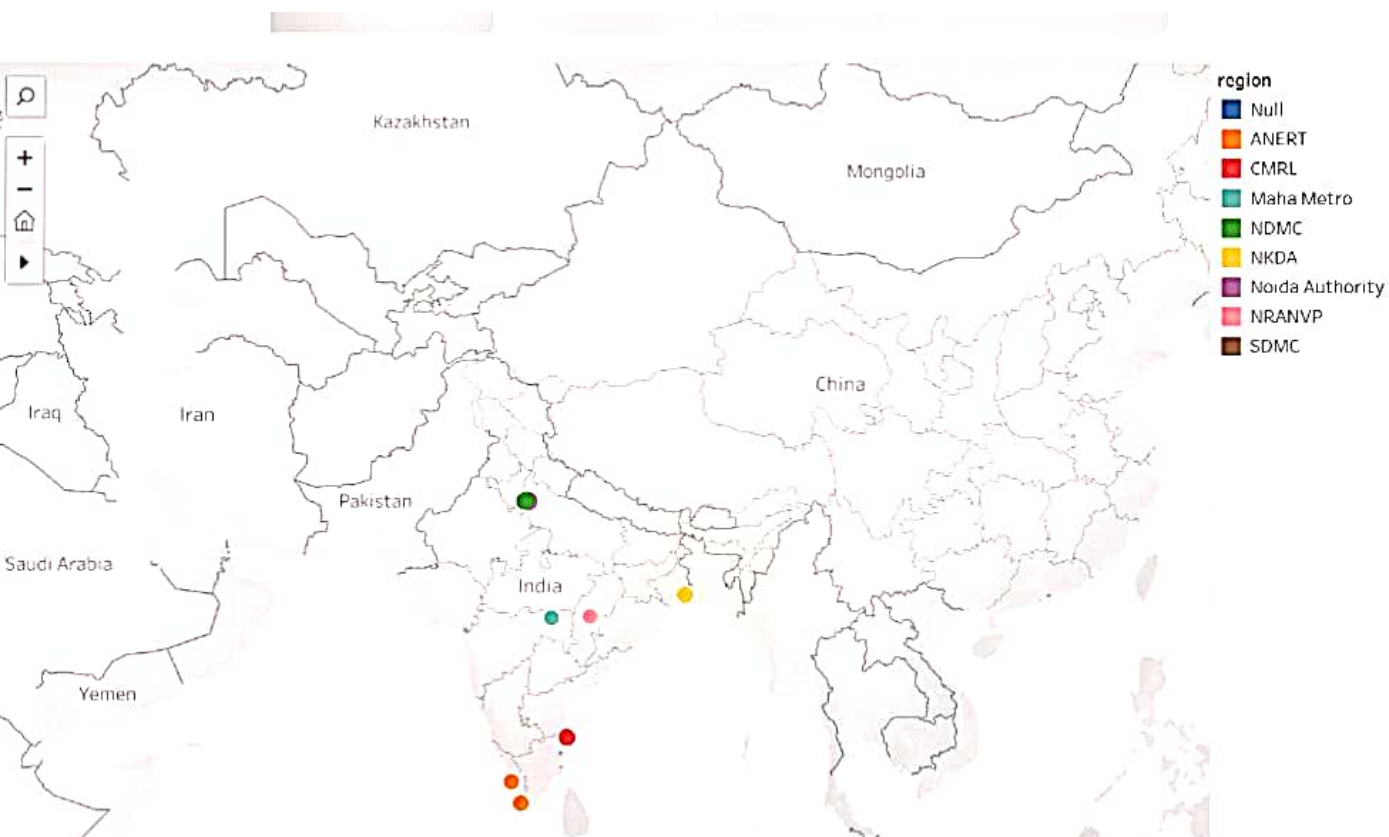 region
Null
ANERT
CMRL
Maha Metro
NDMC
NKDA
Noida Authority
NRANVP
SDMC
Kazakhstan
Mongolia
China
Iraq
Iran
Pakistan
Saudi Arabia
India
Yemen